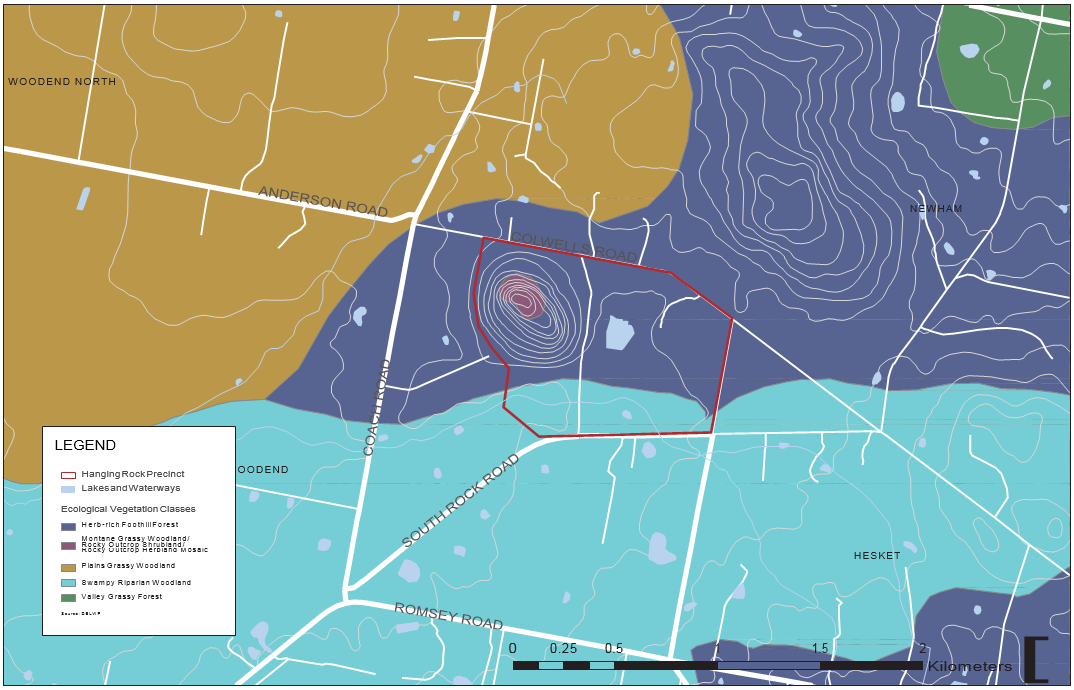 WOODEND NORTH
ANDERSON ROAD
NEWHAM
COLWELLS ROAD
COACH ROAD
LEGEND
Hanging Rock Precinct
Lakes and Waterways
Ecological Vegetation Classes
Herb-rich Foothill Forest
Montane Grassy Woodland/
Rocky Outcrop Shrubland/
Rocky Outcrop Herbland Mosaic
Plains Grassy Woodland
Swampy Riparian Woodland
Valley Grassy Forest
Source: DELWP
OODEND
SOUTH ROCK ROAD
HESKET
ROMSEY ROAD
0 0.25 0.5 1 1.5 2
Kilometers